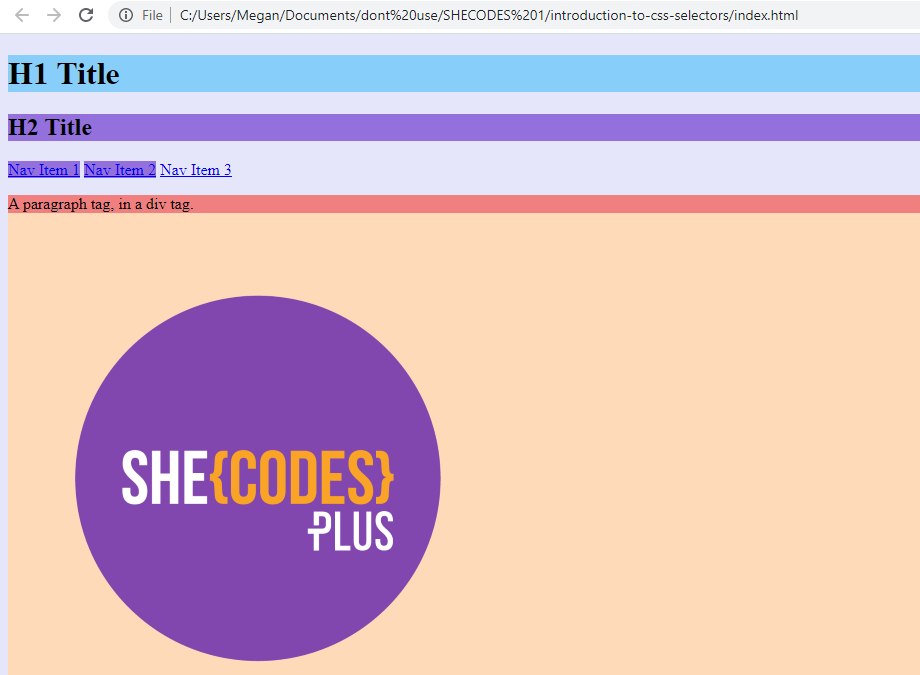 File C:/Users/Megan/Documents/dont%20use/SHECODES%201/introduction-to-css-selectors/index.html
H1 Title
H2 Title
Nav Item 1 Nav Item 2 Nav Item 3
A paragraph tag, in a div tag.
SHE{CODES}
PLUS